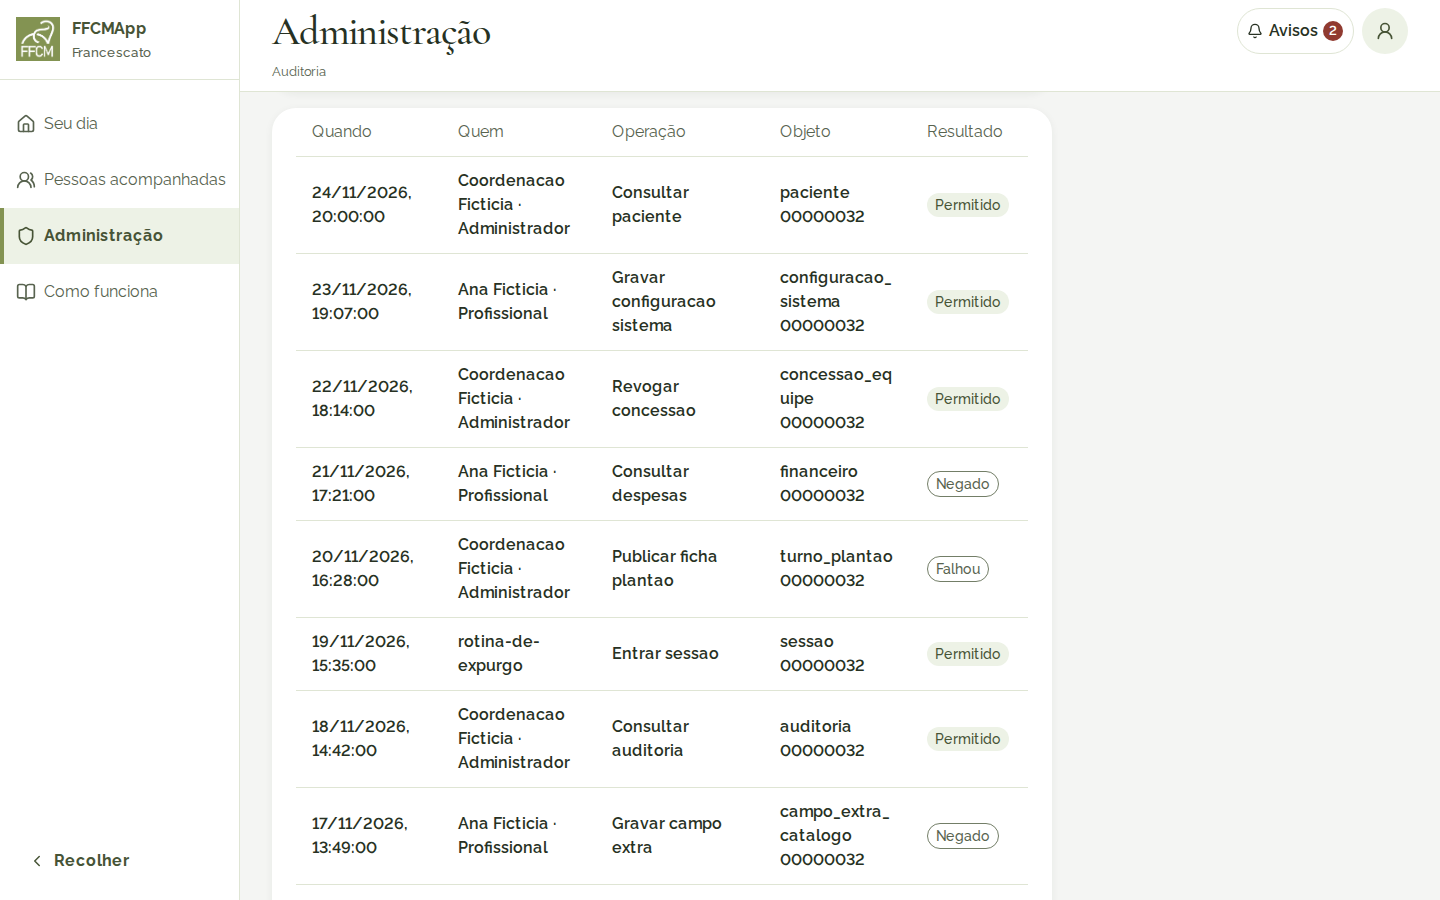 FFCM
FFCMApp
Francescato
Seu dia
Pessoas acompanhadas
Administração
Como funciona
Recolher
Administração
Auditoria
Avisos 2
Quando Quem Operação Objeto Resultado
24/11/2026, 20:00:00 Coordenacao Ficticia · Administrador Consultar paciente paciente 00000032 Permitido
23/11/2026, 19:07:00 Ana Ficticia · Profissional Gravar configuracao sistema configuracao_sistema 00000032 Permitido
22/11/2026, 18:14:00 Coordenacao Ficticia · Administrador Revogar concessao concessao_equipe 00000032 Permitido
21/11/2026, 17:21:00 Ana Ficticia · Profissional Consultar despesas financeiro 00000032 Negado
20/11/2026, 16:28:00 Coordenacao Ficticia · Administrador Publicar ficha plantao turno_plantao 00000032 Falhou
19/11/2026, 15:35:00 rotina-de-expurgo Entrar sessao sessao 00000032 Permitido
18/11/2026, 14:42:00 Coordenacao Ficticia · Administrador Consultar auditoria auditoria 00000032 Permitido
17/11/2026, 13:49:00 Ana Ficticia · Profissional Gravar campo extra campo_extra_catalogo 00000032 Negado